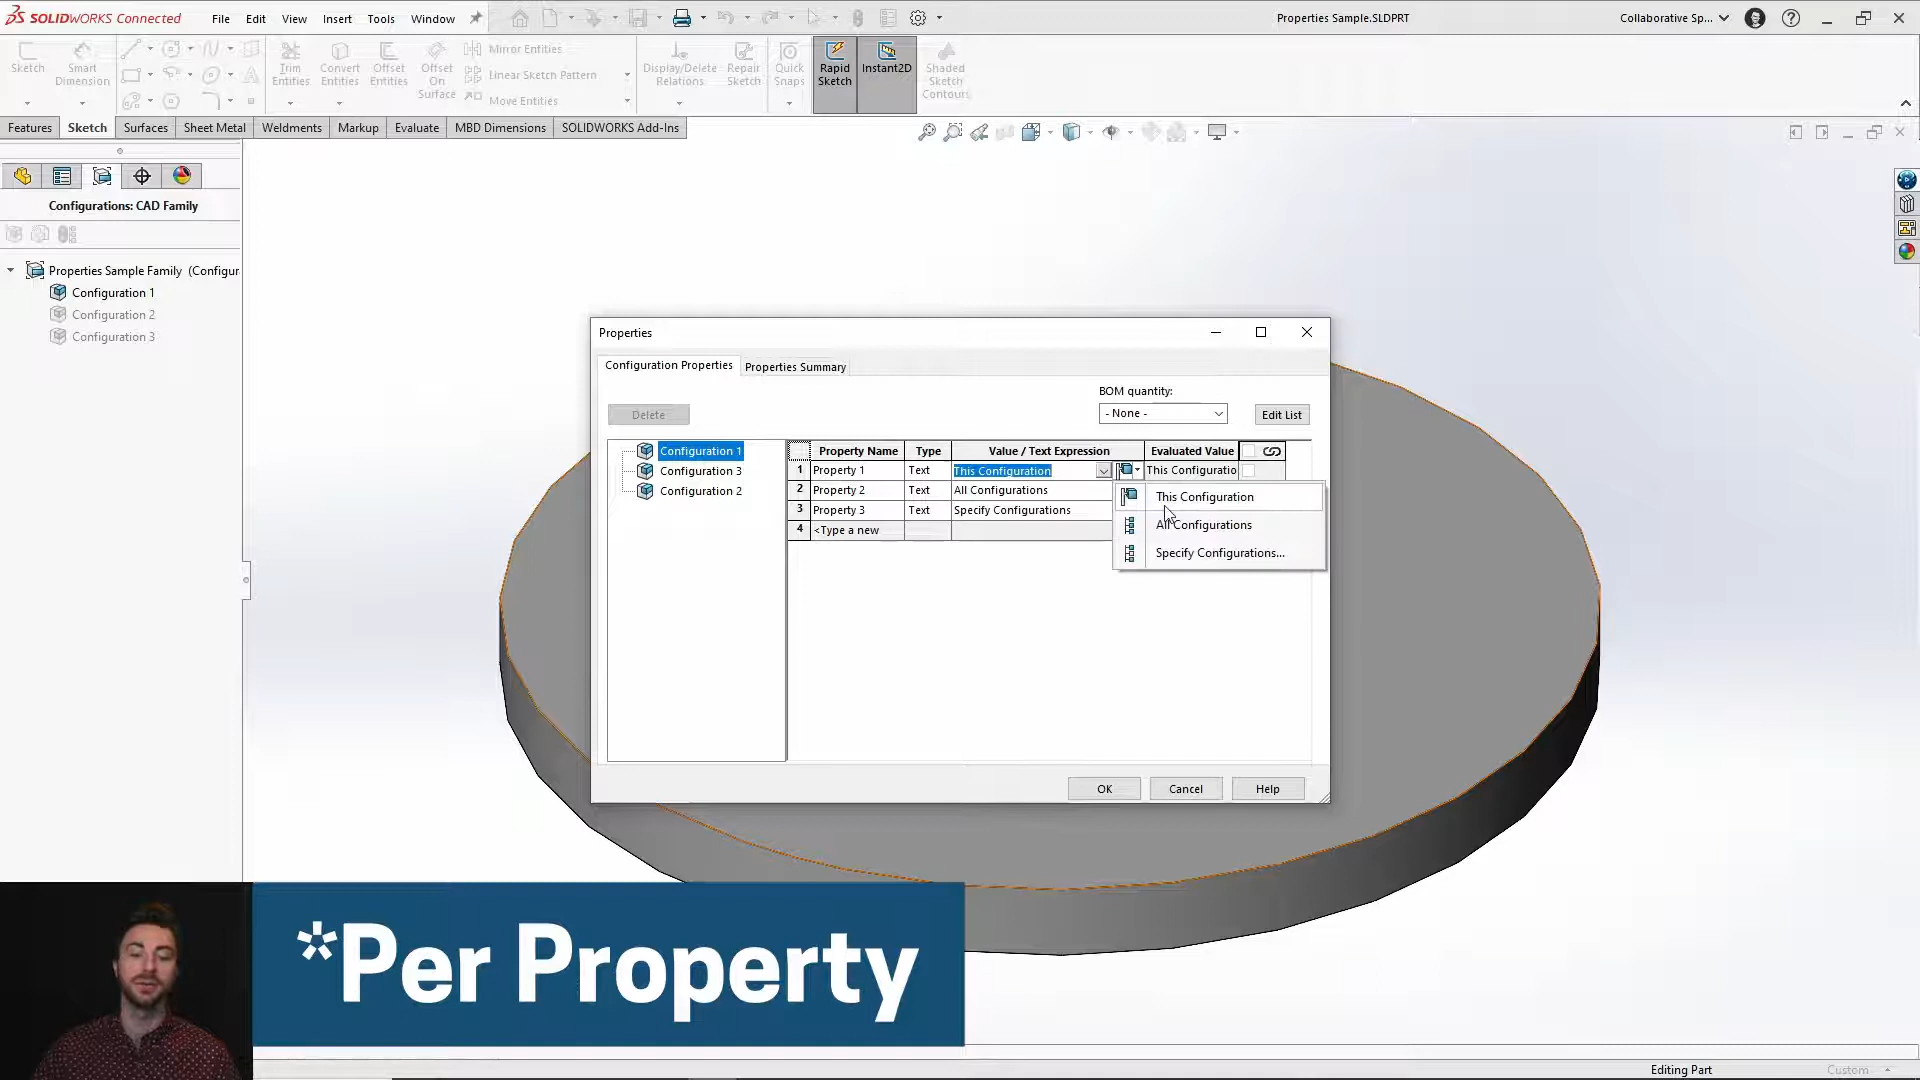 SOLIDWORKS Connected
File Edit View Insert Tools Window
Properties Sample.SLDPRT
Collaborative Sp...
Sketch
Smart Dimension
Trim Entities
Convert Entities
Offset Entities
Offset On Surface
Mirror Entities
Linear Sketch Pattern
Move Entities
Display/Delete Relations
Repair Sketch
Quick Snaps
Rapid Sketch
Instant2D
Shaded Sketch Contours
Features Sketch Surfaces Sheet Metal Weldments Markup Evaluate MBD Dimensions SOLIDWORKS Add-Ins
Configurations: CAD Family
Properties Sample Family (Configur
Configuration 1
Configuration 2
Configuration 3
Properties
Configuration Properties Properties Summary
BOM quantity:
Delete
- None -
Edit List
Configuration 1
Configuration 3
Configuration 2
Property Name Type Value / Text Expression Evaluated Value
1 Property 1 Text This Configuration This Configuratio
2 Property 2 Text All Configurations
3 Property 3 Text Specify Configurations
4 <Type a new
This Configuration
All Configurations
Specify Configurations...
OK Cancel Help
*Per Property
Editing Part
Custom